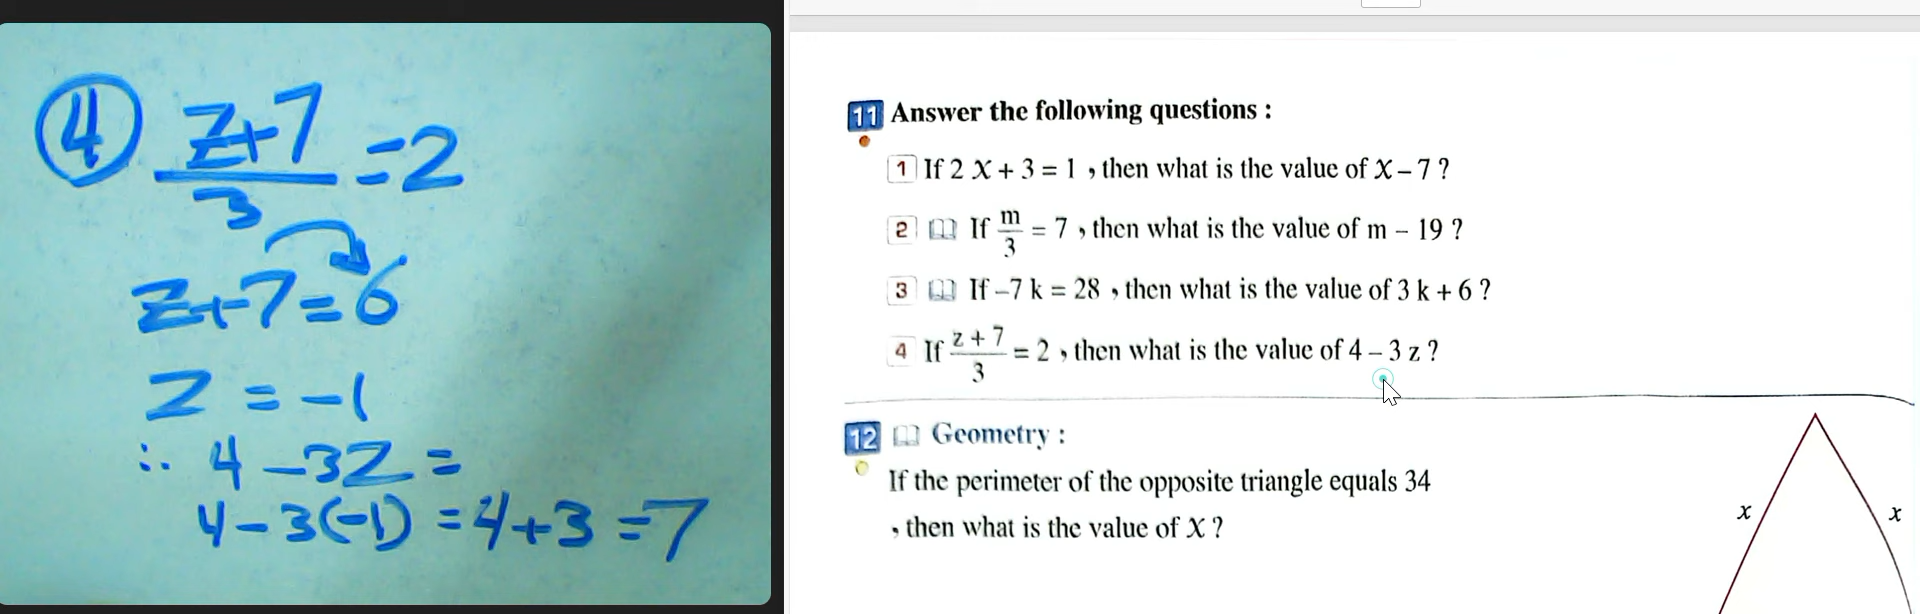 ④ z+7/3 = 2
z+7=6
z = -1
∴ 4 -3z =
4-3(-1) = 4+3 = 7
11 Answer the following questions :
1 If 2 X + 3 = 1 , then what is the value of X – 7 ?
2 If m/3 = 7 , then what is the value of m – 19 ?
3 If –7 k = 28 , then what is the value of 3 k + 6 ?
4 If z + 7/3 = 2 , then what is the value of 4 – 3 z ?
12 Geometry :
If the perimeter of the opposite triangle equals 34
, then what is the value of X ?
x
x